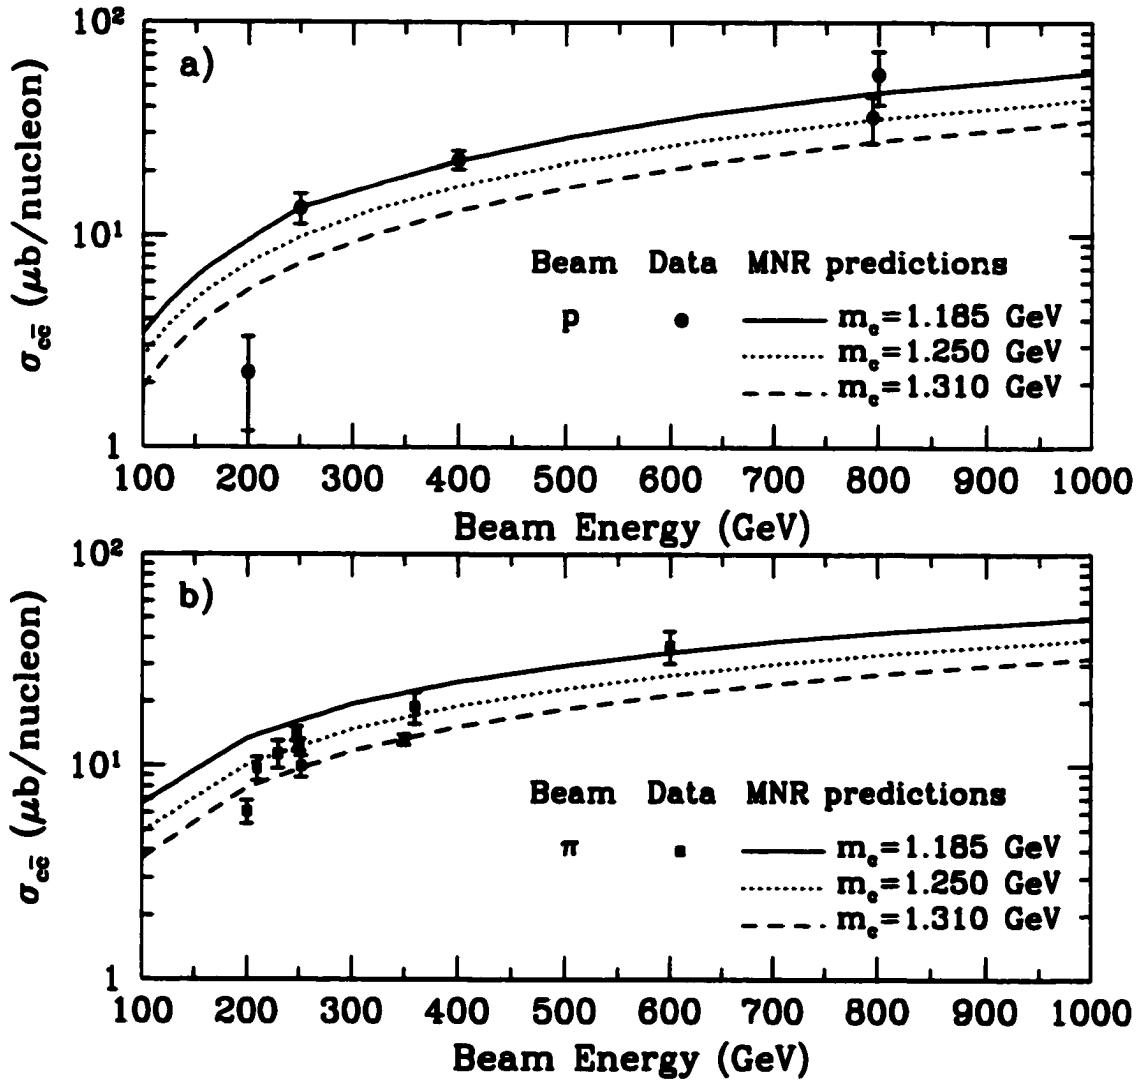 a)
σcc̄ (μb/nucleon)
10²
10¹
1
Beam Data MNR predictions
p
m_c=1.185 GeV
m_c=1.250 GeV
m_c=1.310 GeV
100 200 300 400 500 600 700 800 900 1000
Beam Energy (GeV)
b)
σcc̄ (μb/nucleon)
10²
10¹
1
Beam Data MNR predictions
π
m_c=1.185 GeV
m_c=1.250 GeV
m_c=1.310 GeV
100 200 300 400 500 600 700 800 900 1000
Beam Energy (GeV)